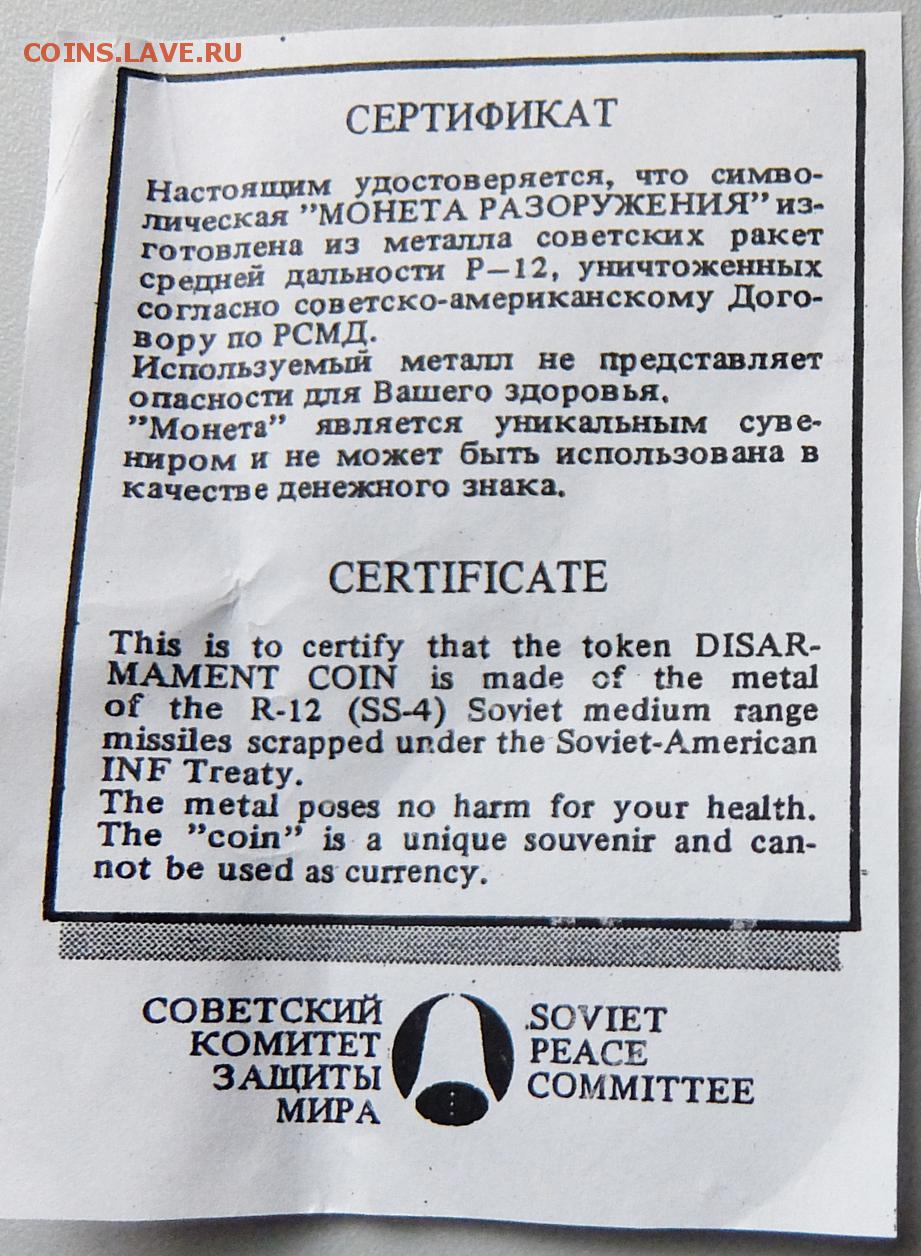 COINS.LAVE.RU
СЕРТИФИКАТ
Настоящим удостоверяется, что симво-
лическая "МОНЕТА РАЗОРУЖЕНИЯ" из-
готовлена из металла советских ракет
средней дальности Р–12, уничтоженных
согласно советско-американскому Дого-
вору по РСМД.
Используемый металл не представляет
опасности для Вашего здоровья.
"Монета" является уникальным суве-
ниром и не может быть использована в
качестве денежного знака.
CERTIFICATE
This is to certify that the token DISAR-
MAMENT COIN is made of the metal
of the R-12 (SS-4) Soviet medium range
missiles scrapped under the Soviet-American
INF Treaty.
The metal poses no harm for your health.
The "coin" is a unique souvenir and can-
not be used as currency.
СОВЕТСКИЙ
КОМИТЕТ
ЗАЩИТЫ
МИРА
SOVIET
PEACE
COMMITTEE